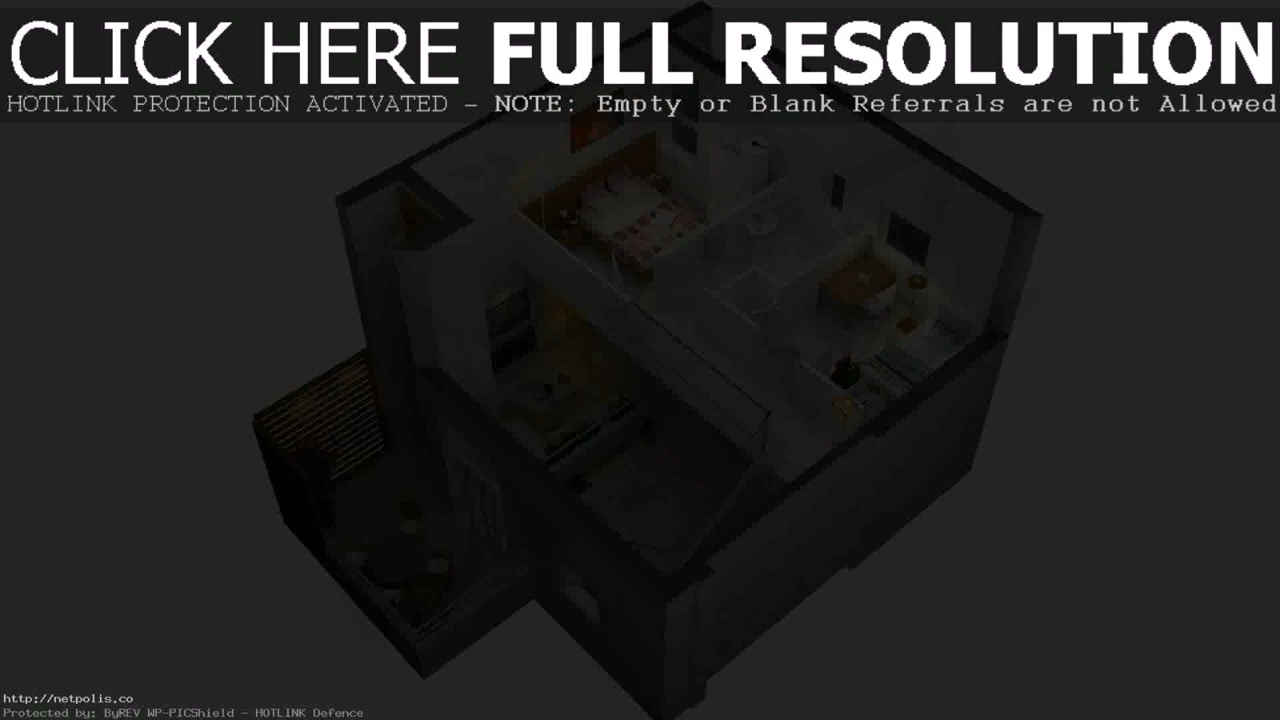 CLICK HERE FULL RESOLUTION
HOTLINK PROTECTION ACTIVATED – NOTE: Empty or Blank Referrals are not Allowed
http://netpolis.co
Protected by: ByREV WP-PICShield – HOTLINK Defence